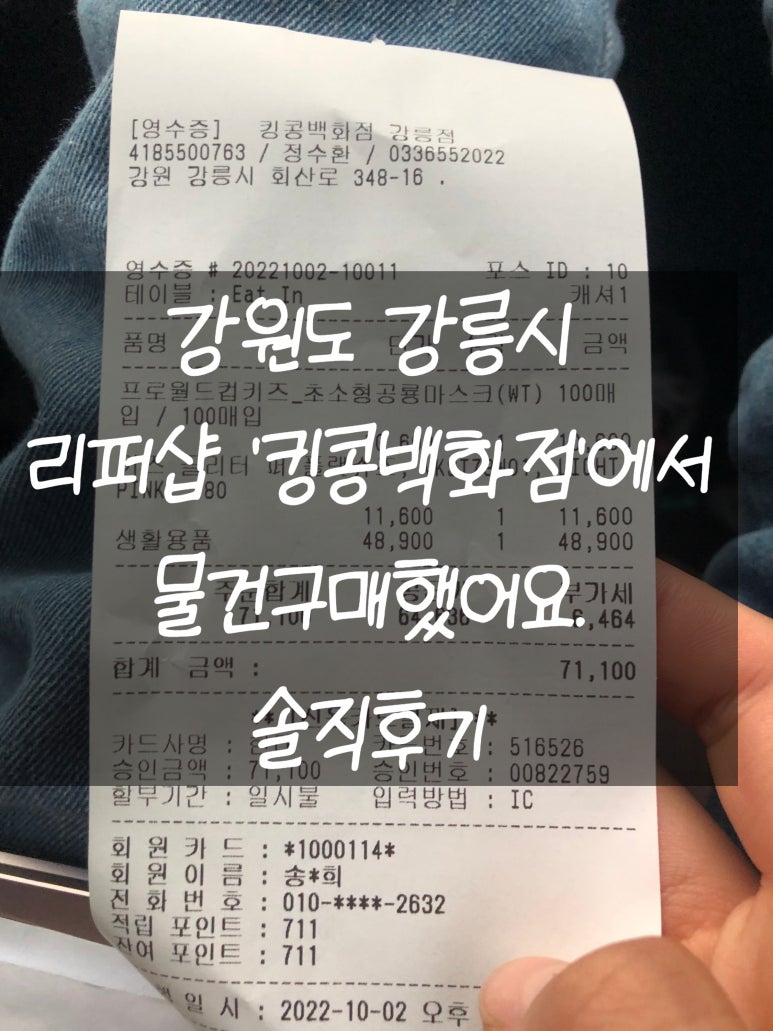 [영수증] 킹콩백화점 강릉점
4185500763 / 정수환 / 0336552022
강원 강릉시 회산로 348-16 .
영수증 # 20221002-10011 포스 ID : 10
테이블 : Eat In 캐셔1
강원도 강릉시
품명 금액
프로월드컵키즈_초소형공룡마스크(WT) 100매
입 / 100매입
리퍼샵 '킹콩백화점'에서
PINK 80
11,600 1 11,600
생활용품 48,900 1 48,900
물건구매했어요.
부가세
71,100 6,464
합계 금액 : 71,100
솔직후기
카드사명 : 516526
승인금액 : 71,100 승인번호 : 00822759
할부기간 : 일시불 입력방법 : IC
회 원 카 드 : *1000114*
회 원 이 름 : 송*희
전 화 번 호 : 010-****-2632
적립 포인트 : 711
잔여 포인트 : 711
일 시 : 2022-10-02 오후